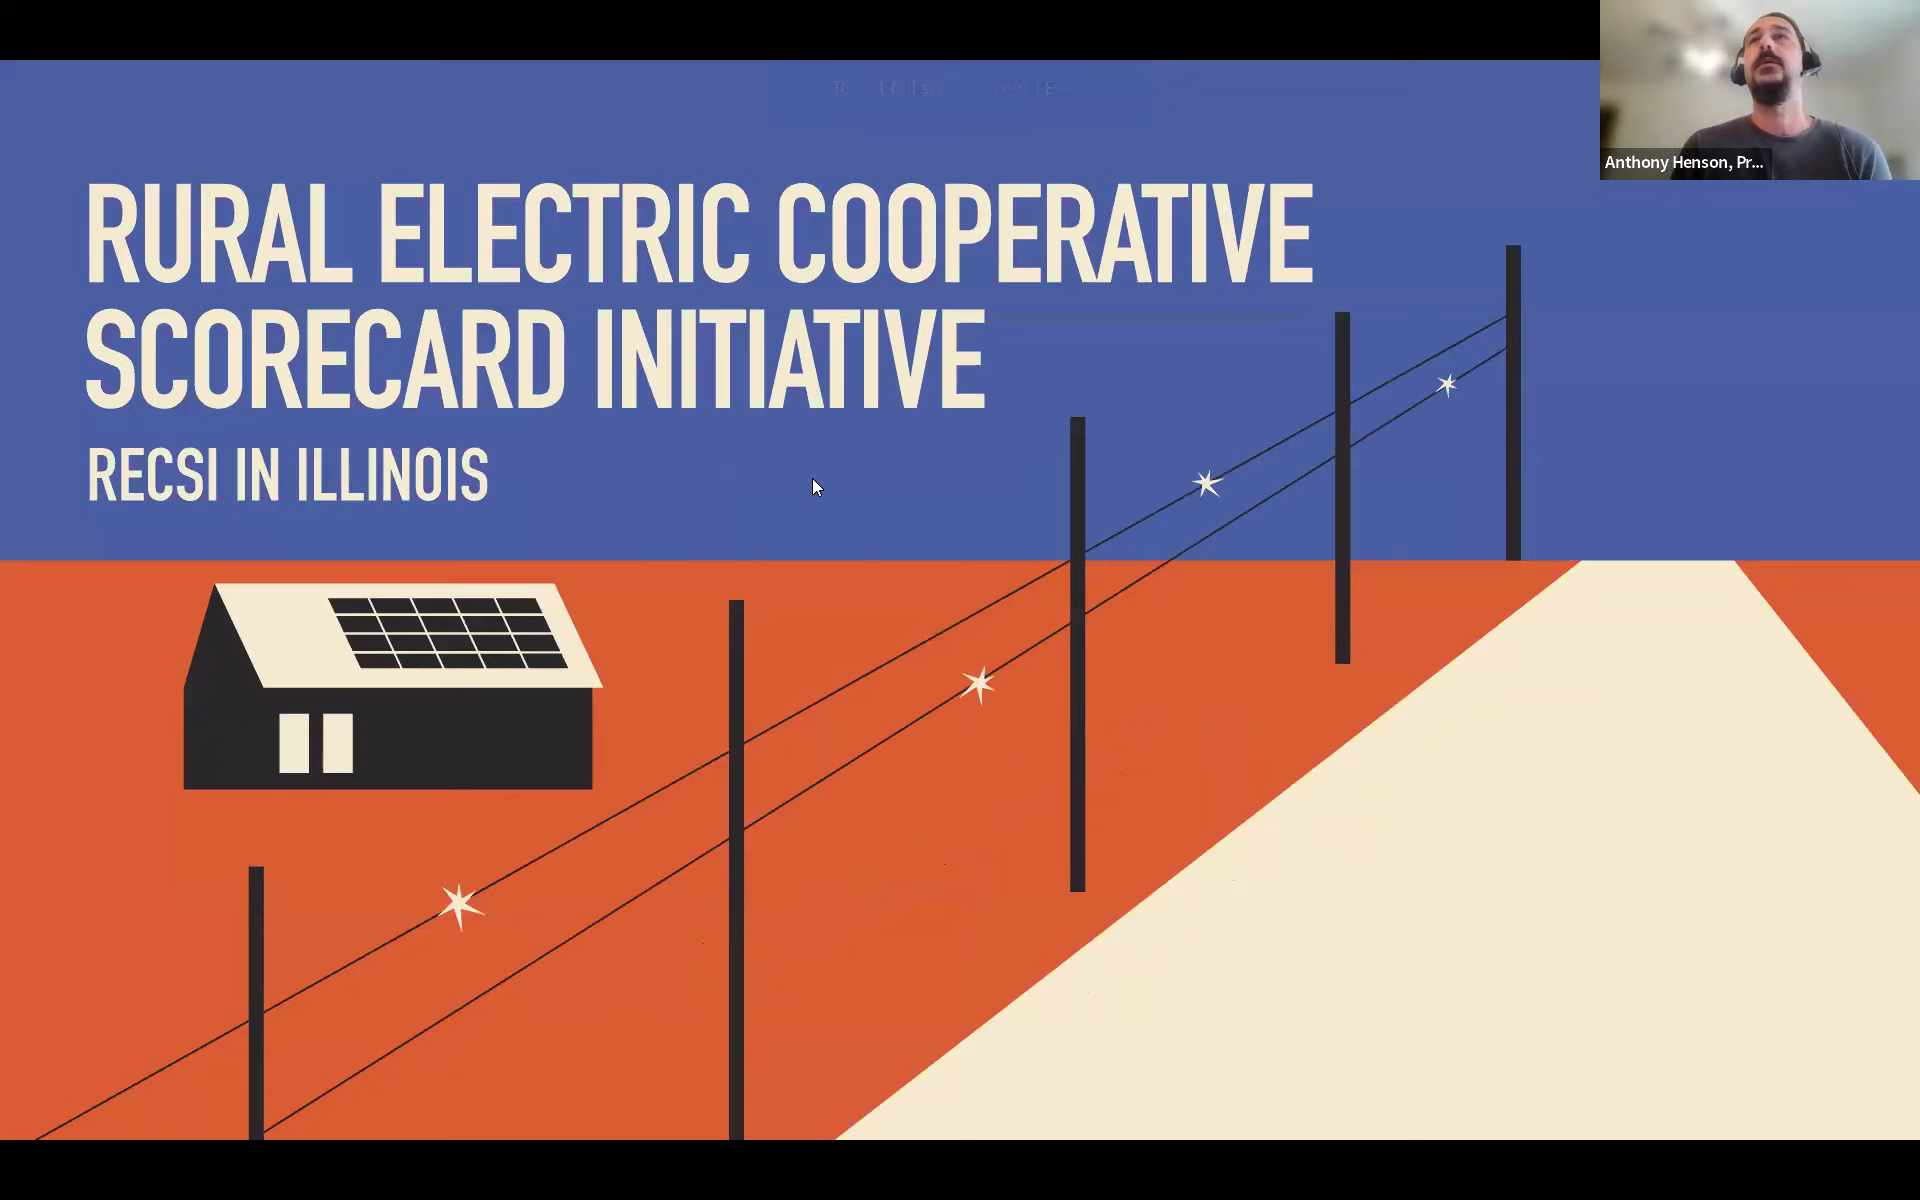 RURAL ELECTRIC COOPERATIVE
SCORECARD INITIATIVE
RECSI IN ILLINOIS
Anthony Henson, Pr...